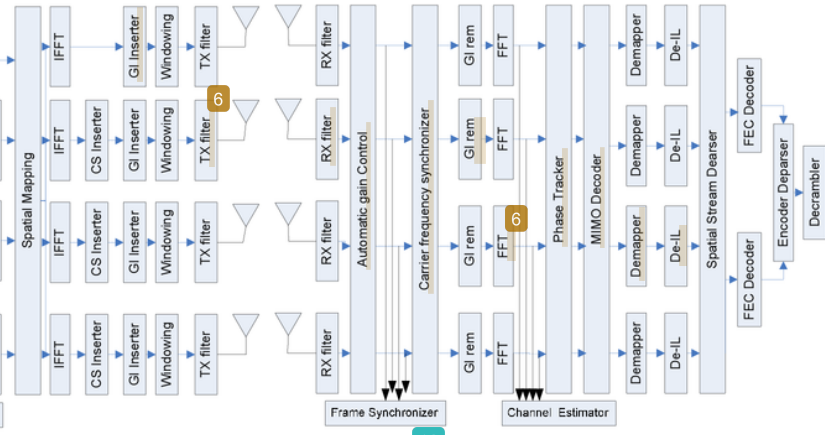 Spatial Mapping
IFFT
GI Inserter
Windowing
TX filter
IFFT
CS Inserter
GI Inserter
Windowing
TX filter
6
IFFT
CS Inserter
GI Inserter
Windowing
TX filter
IFFT
CS Inserter
GI Inserter
Windowing
TX filter
RX filter
RX filter
RX filter
RX filter
Automatic gain Control
Carrier frequency synchronizer
Frame Synchronizer
GI rem
FFT
GI rem
FFT
GI rem
FFT
6
GI rem
FFT
Channel Estimator
Phase Tracker
MIMO Decoder
Demapper
De-IL
Demapper
De-IL
Demapper
De-IL
Demapper
De-IL
Spatial Stream Dearser
FEC Decoder
FEC Decoder
Encoder Deparser
Decrambler